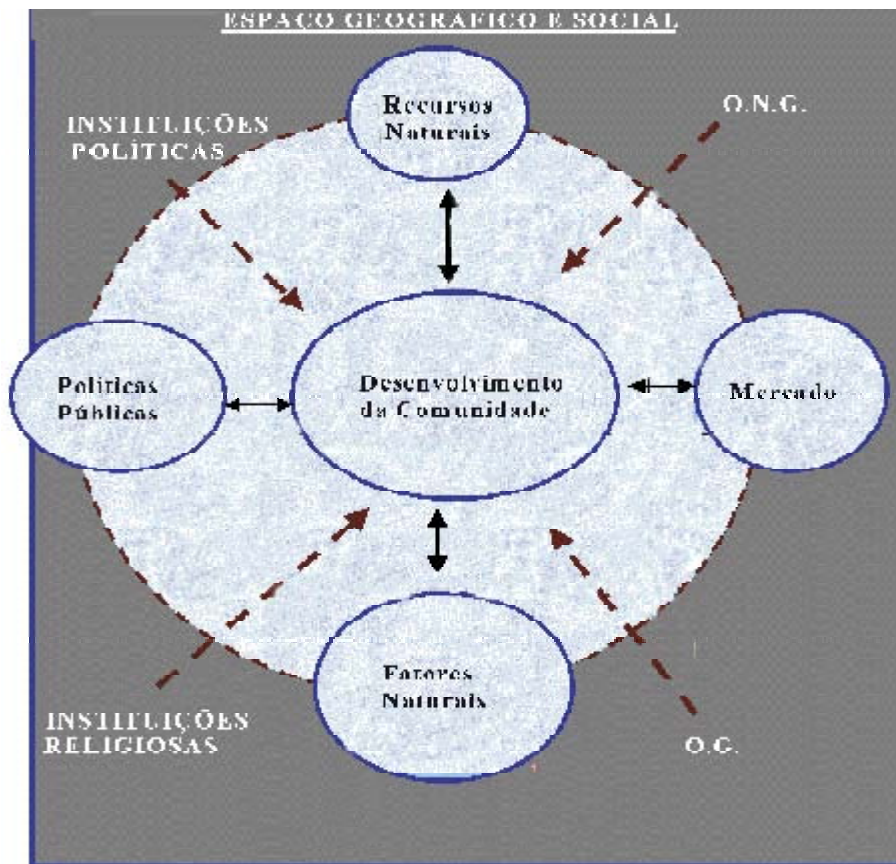 ESPAÇO GEOGRÁFICO E SOCIAL
Recursos
Naturais
O.N.G.
INSTITUIÇÕES
POLÍTICAS
Políticas
Públicas
Desenvolvimento
da Comunidade
Mercado
Fatores
Naturais
INSTITUIÇÕES
RELIGIOSAS
O.G.